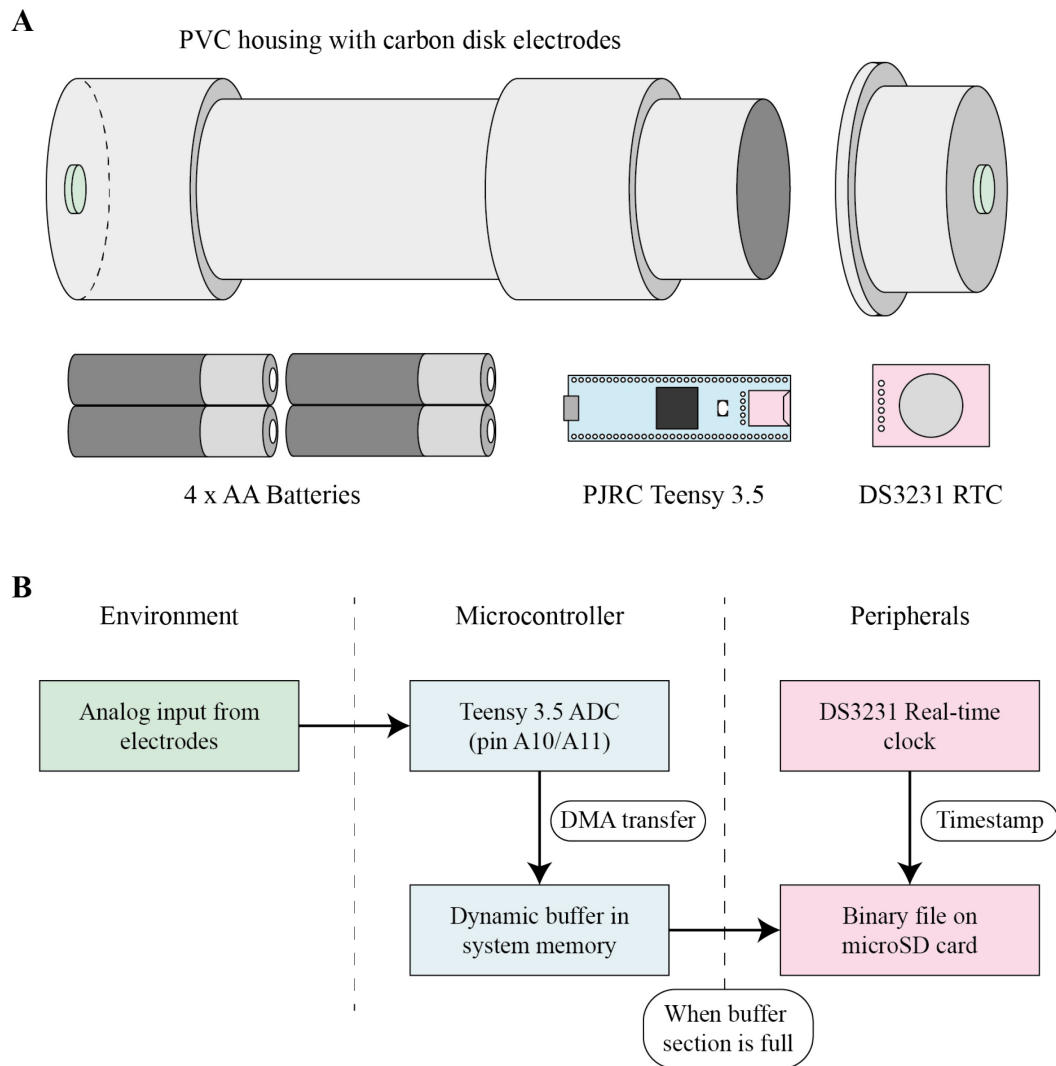 A
PVC housing with carbon disk electrodes
4 x AA Batteries
PJRC Teensy 3.5
DS3231 RTC
B
Environment
Microcontroller
Peripherals
Analog input from
electrodes
Teensy 3.5 ADC
(pin A10/A11)
DS3231 Real-time
clock
DMA transfer
Timestamp
Dynamic buffer in
system memory
Binary file on
microSD card
When buffer
section is full